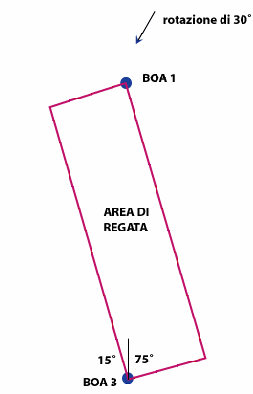 rotazione di 30°
BOA 1
AREA DI
REGATA
15° 75°
BOA 3